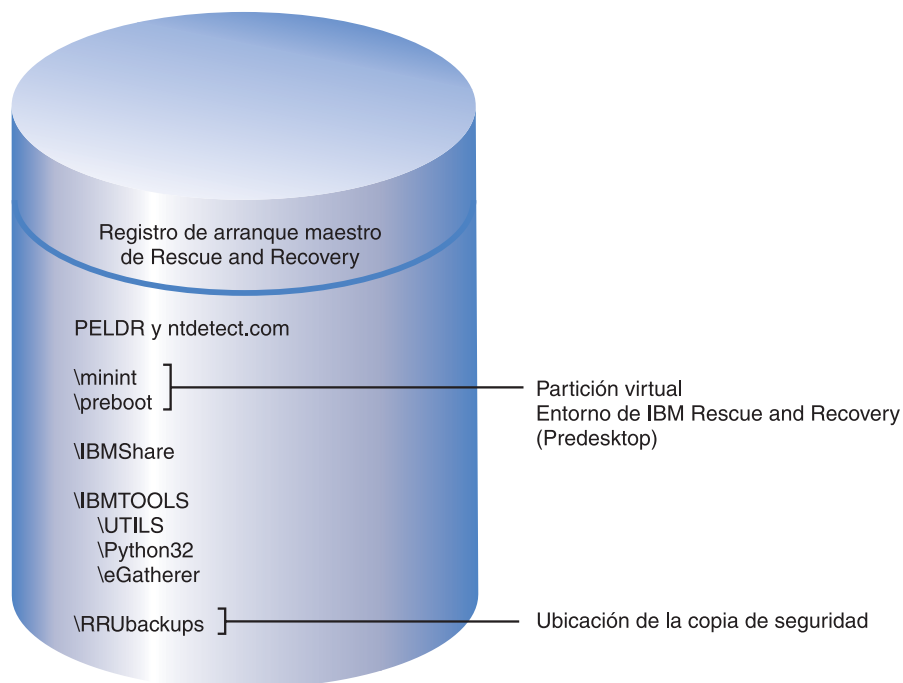 Registro de arranque maestro
de Rescue and Recovery
PELDR y ntdetect.com
\minint
\preboot
Partición virtual
Entorno de IBM Rescue and Recovery
(Predesktop)
\IBMShare
\IBMTOOLS
\UTILS
\Python32
\eGatherer
\RRUbackups
Ubicación de la copia de seguridad